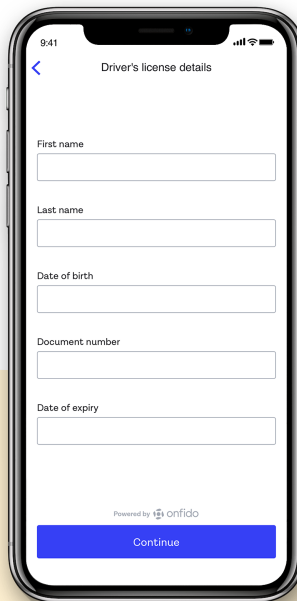 9:41
Driver's license details
First name
Last name
Date of birth
Document number
Date of expiry
Powered by onfido
Continue